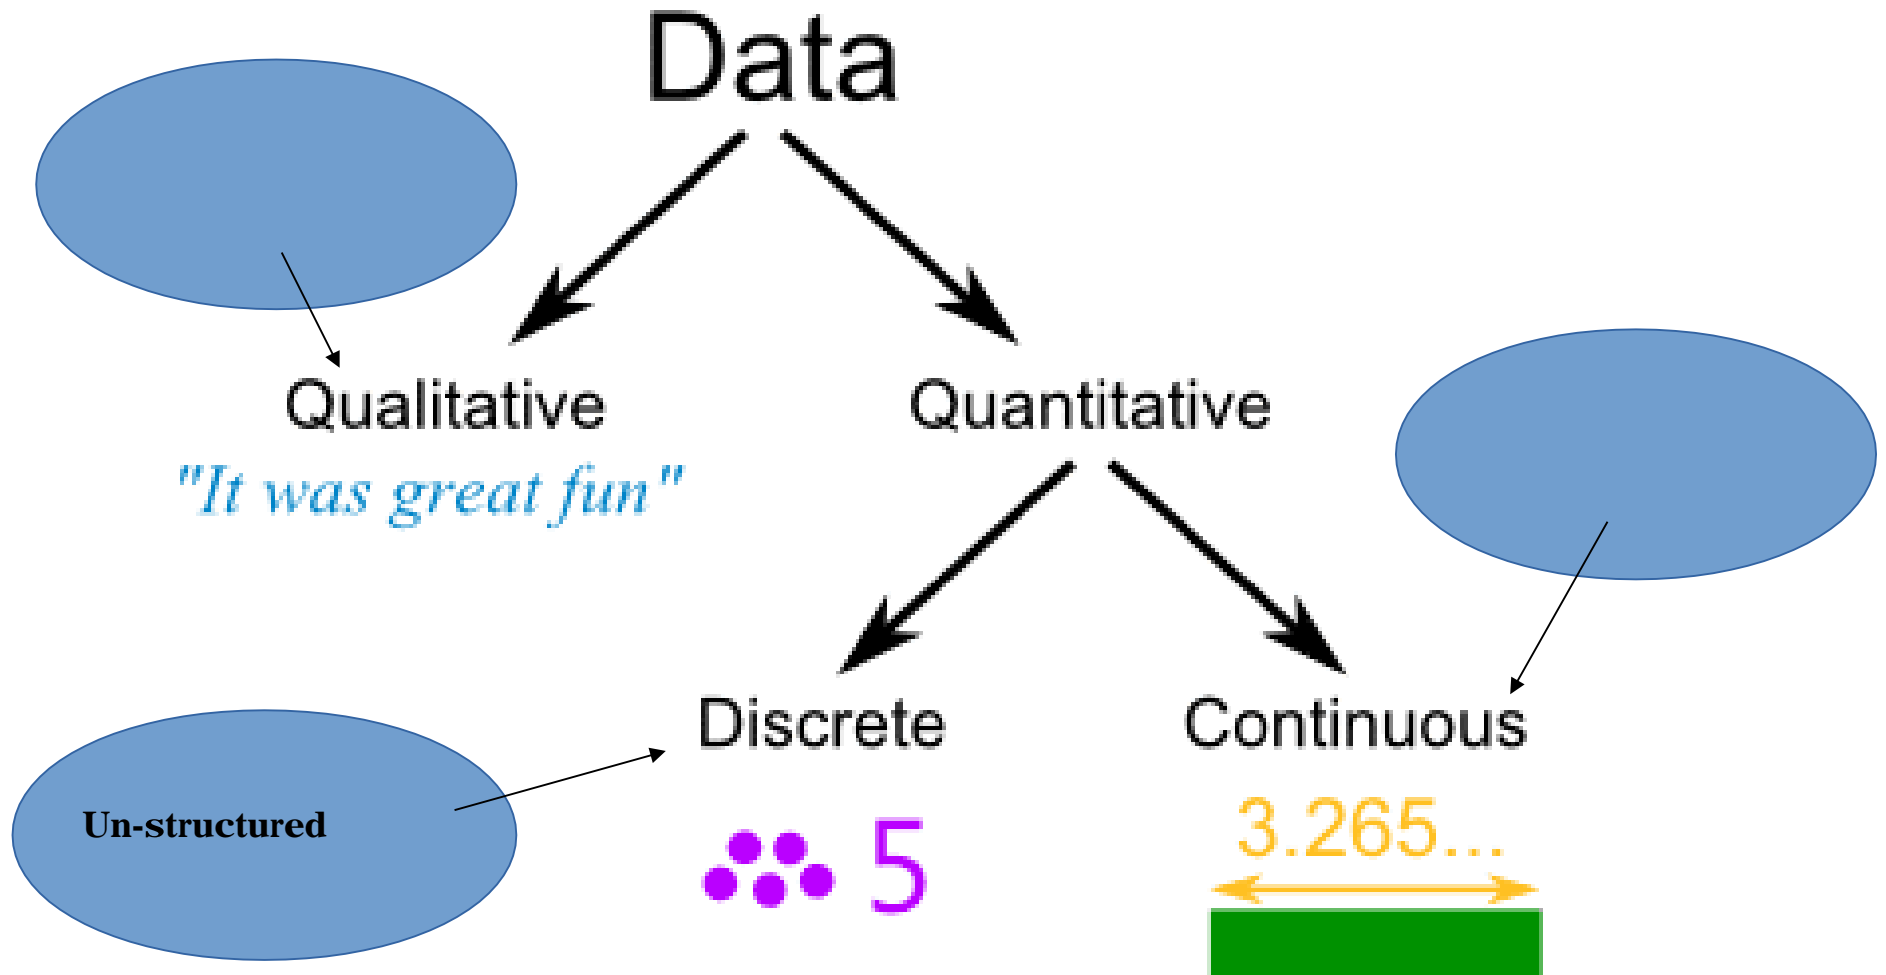 Data
Qualitative
Quantitative
"It was great fun"
Discrete
Continuous
Un-structured
5
3.265...